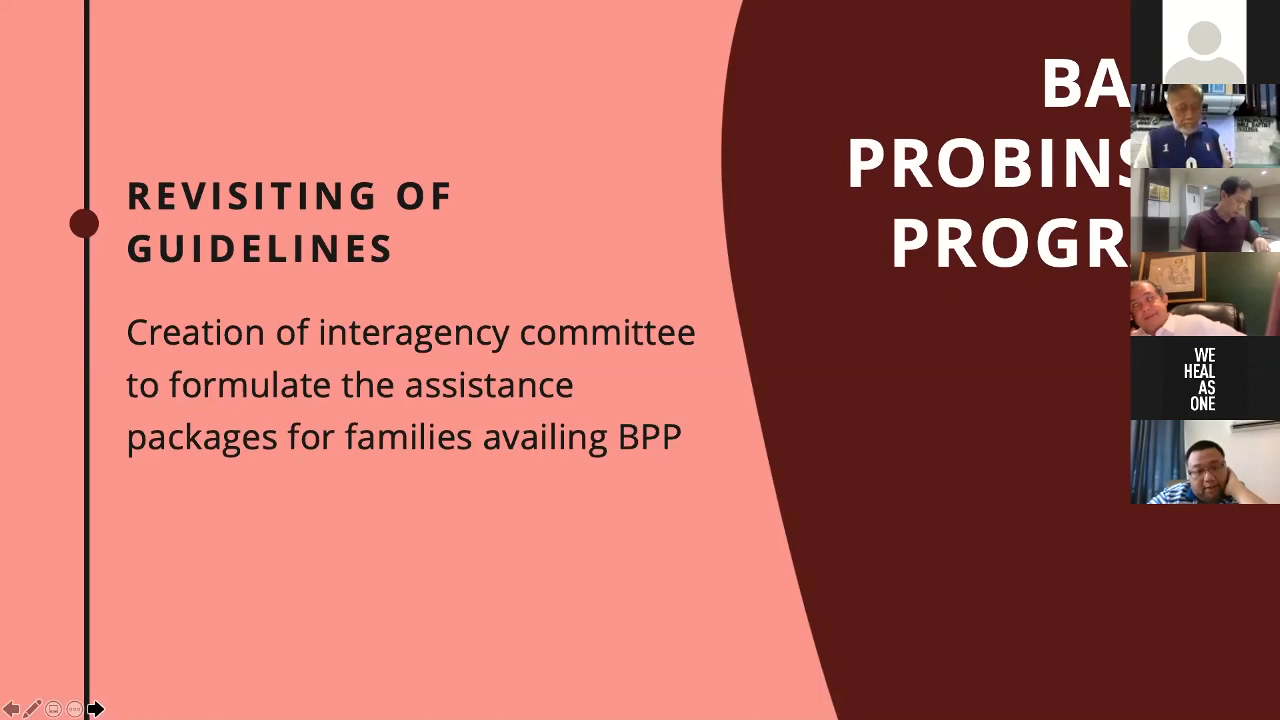 REVISITING OF
GUIDELINES
Creation of interagency committee
to formulate the assistance
packages for families availing BPP
BA
PROBINS
PROGR
WE
HEAL
AS
ONE